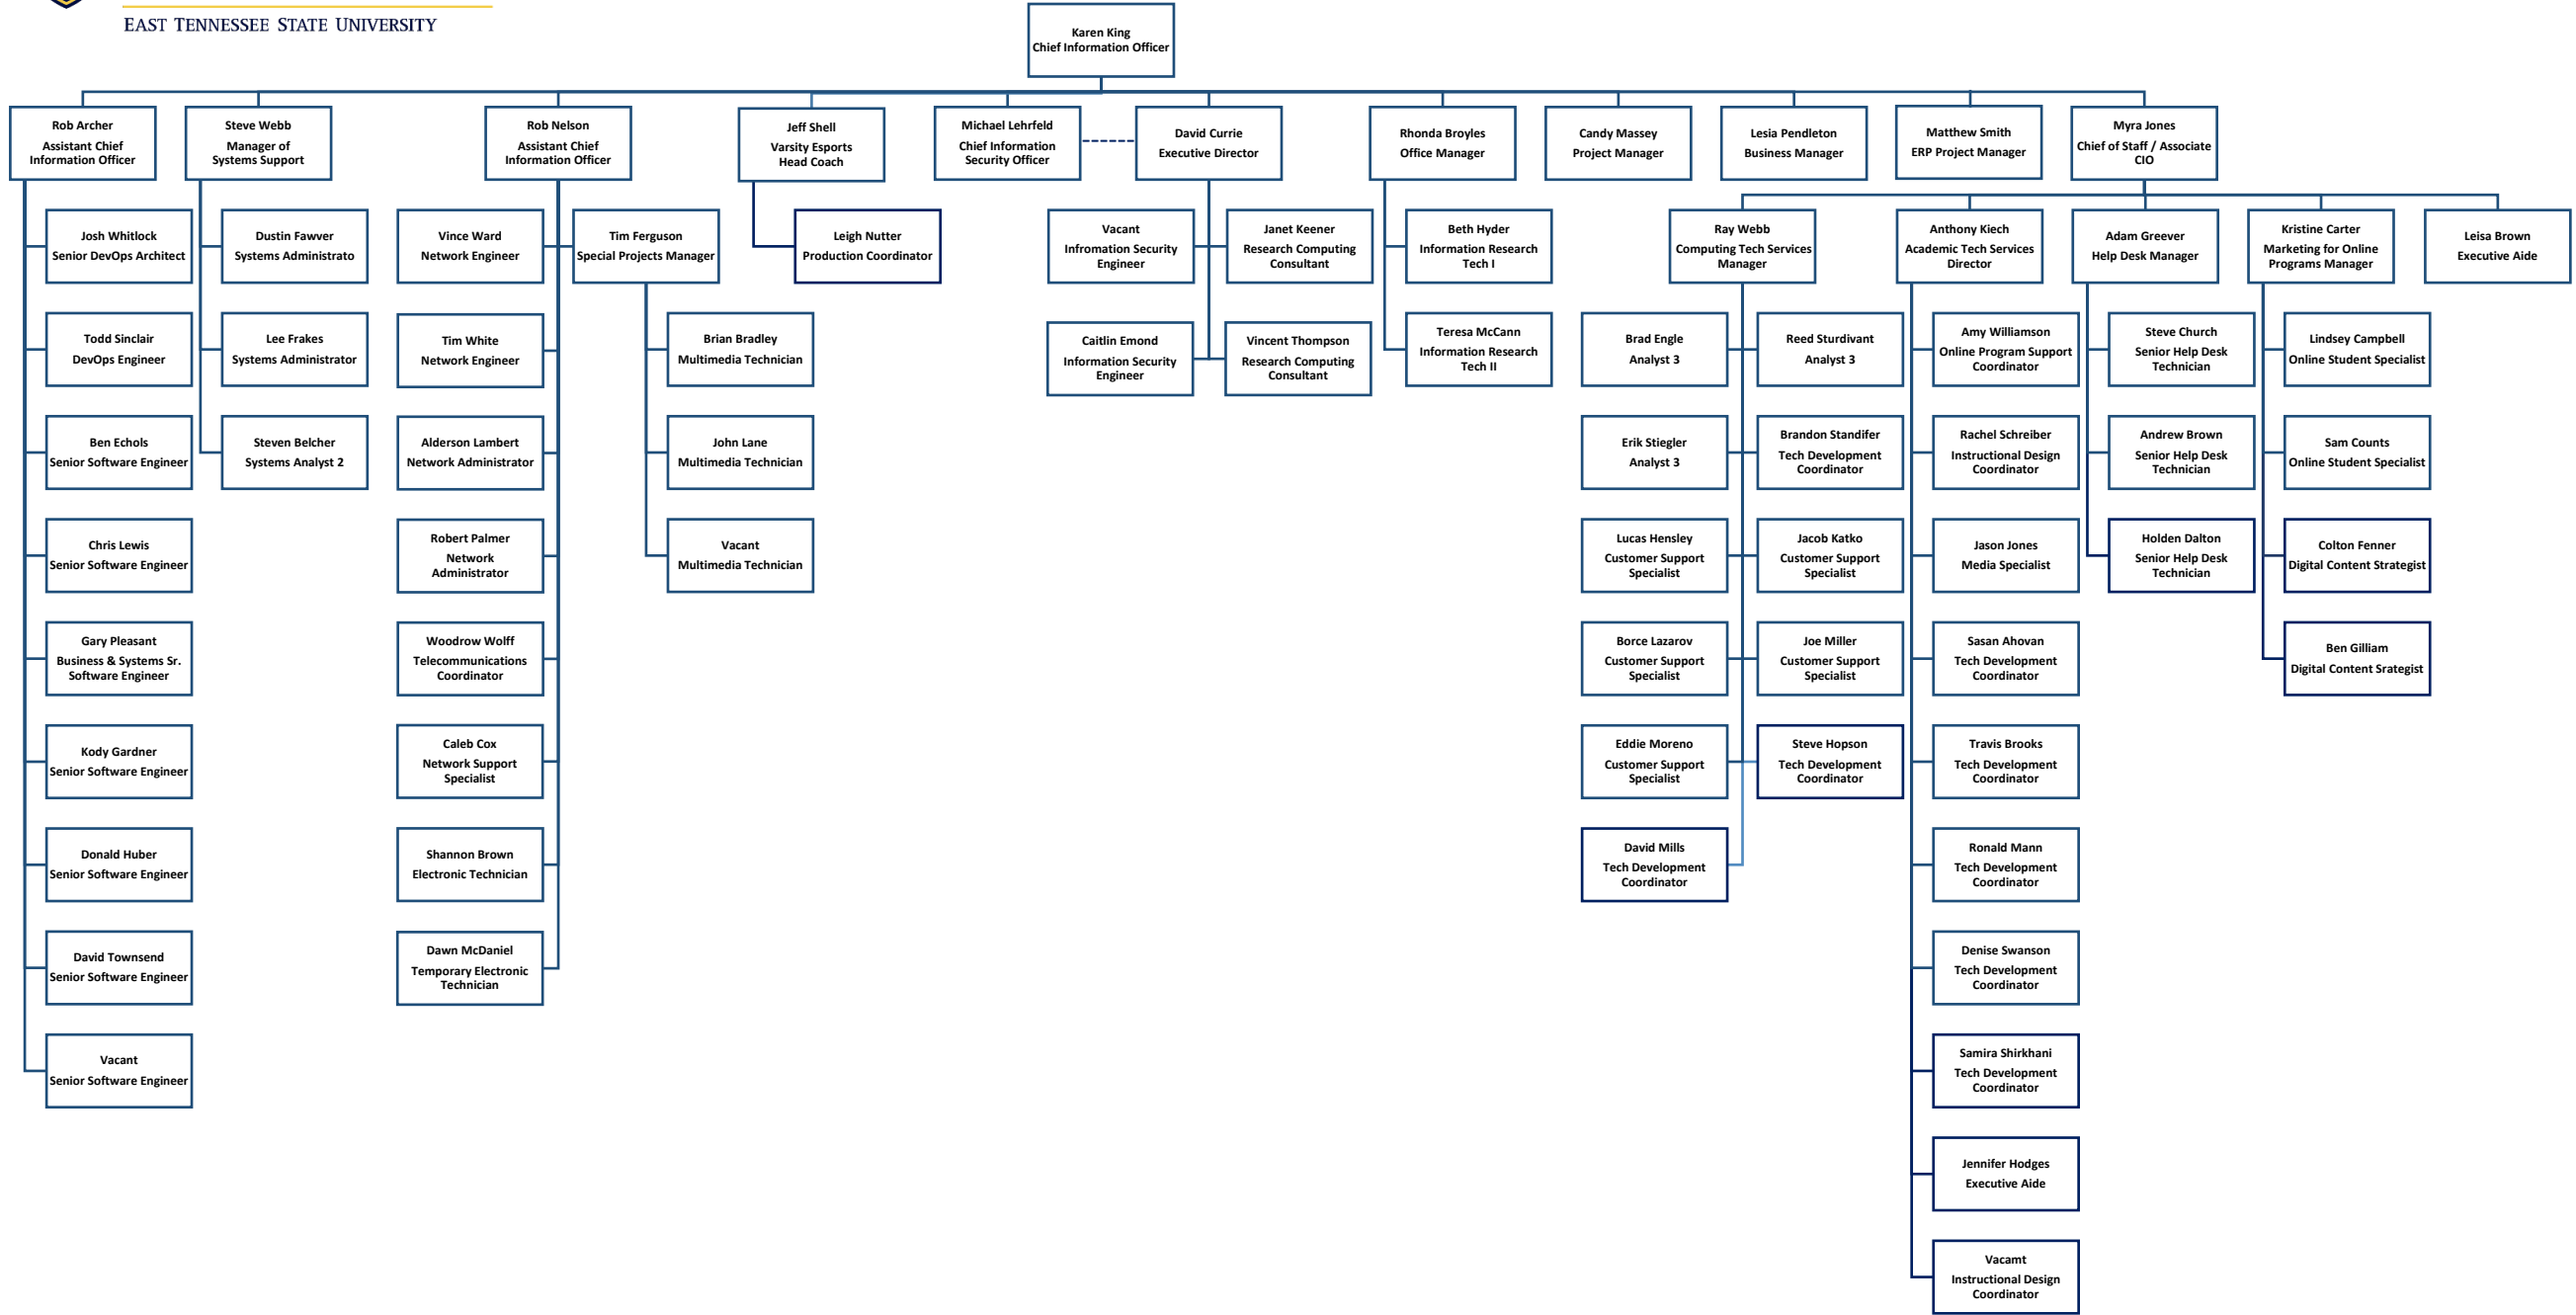 EAST TENNESSEE STATE UNIVERSITY
Karen King
Chief Information Officer
Rob Archer
Assistant Chief
Information Officer
Steve Webb
Manager of
Systems Support
Rob Nelson
Assistant Chief
Information Officer
Jeff Shell
Varsity Esports
Head Coach
Michael Lehrfeld
Chief Information
Security Officer
David Currie
Executive Director
Rhonda Broyles
Office Manager
Candy Massey
Project Manager
Lesia Pendleton
Business Manager
Matthew Smith
ERP Project Manager
Myra Jones
Chief of Staff / Associate
CIO
Josh Whitlock
Senior DevOps Architect
Dustin Fawver
Systems Administrato
Vince Ward
Network Engineer
Tim Ferguson
Special Projects Manager
Leigh Nutter
Production Coordinator
Vacant
Infromation Security
Engineer
Janet Keener
Research Computing
Consultant
Beth Hyder
Information Research
Tech I
Ray Webb
Computing Tech Services
Manager
Anthony Kiech
Academic Tech Services
Director
Adam Greever
Help Desk Manager
Kristine Carter
Marketing for Online
Programs Manager
Leisa Brown
Executive Aide
Todd Sinclair
DevOps Engineer
Lee Frakes
Systems Administrator
Tim White
Network Engineer
Brian Bradley
Multimedia Technician
Caitlin Emond
Information Security
Engineer
Vincent Thompson
Research Computing
Consultant
Teresa McCann
Information Research
Tech II
Brad Engle
Analyst 3
Reed Sturdivant
Analyst 3
Amy Williamson
Online Program Support
Coordinator
Steve Church
Senior Help Desk
Technician
Lindsey Campbell
Online Student Specialist
Ben Echols
Senior Software Engineer
Steven Belcher
Systems Analyst 2
Alderson Lambert
Network Administrator
John Lane
Multimedia Technician
Erik Stiegler
Analyst 3
Brandon Standifer
Tech Development
Coordinator
Rachel Schreiber
Instructional Design
Coordinator
Andrew Brown
Senior Help Desk
Technician
Sam Counts
Online Student Specialist
Chris Lewis
Senior Software Engineer
Robert Palmer
Network
Administrator
Vacant
Multimedia Technician
Lucas Hensley
Customer Support
Specialist
Jacob Katko
Customer Support
Specialist
Jason Jones
Media Specialist
Holden Dalton
Senior Help Desk
Technician
Colton Fenner
Digital Content Strategist
Gary Pleasant
Business & Systems Sr.
Software Engineer
Woodrow Wolff
Telecommunications
Coordinator
Borce Lazarov
Customer Support
Specialist
Joe Miller
Customer Support
Specialist
Sasan Ahovan
Tech Development
Coordinator
Ben Gilliam
Digital Content Srategist
Kody Gardner
Senior Software Engineer
Caleb Cox
Network Support
Specialist
Eddie Moreno
Customer Support
Specialist
Steve Hopson
Tech Development
Coordinator
Travis Brooks
Tech Development
Coordinator
Donald Huber
Senior Software Engineer
Shannon Brown
Electronic Technician
David Mills
Tech Development
Coordinator
Ronald Mann
Tech Development
Coordinator
David Townsend
Senior Software Engineer
Dawn McDaniel
Temporary Electronic
Technician
Denise Swanson
Tech Development
Coordinator
Vacant
Senior Software Engineer
Samira Shirkhani
Tech Development
Coordinator
Jennifer Hodges
Executive Aide
Vacamt
Instructional Design
Coordinator